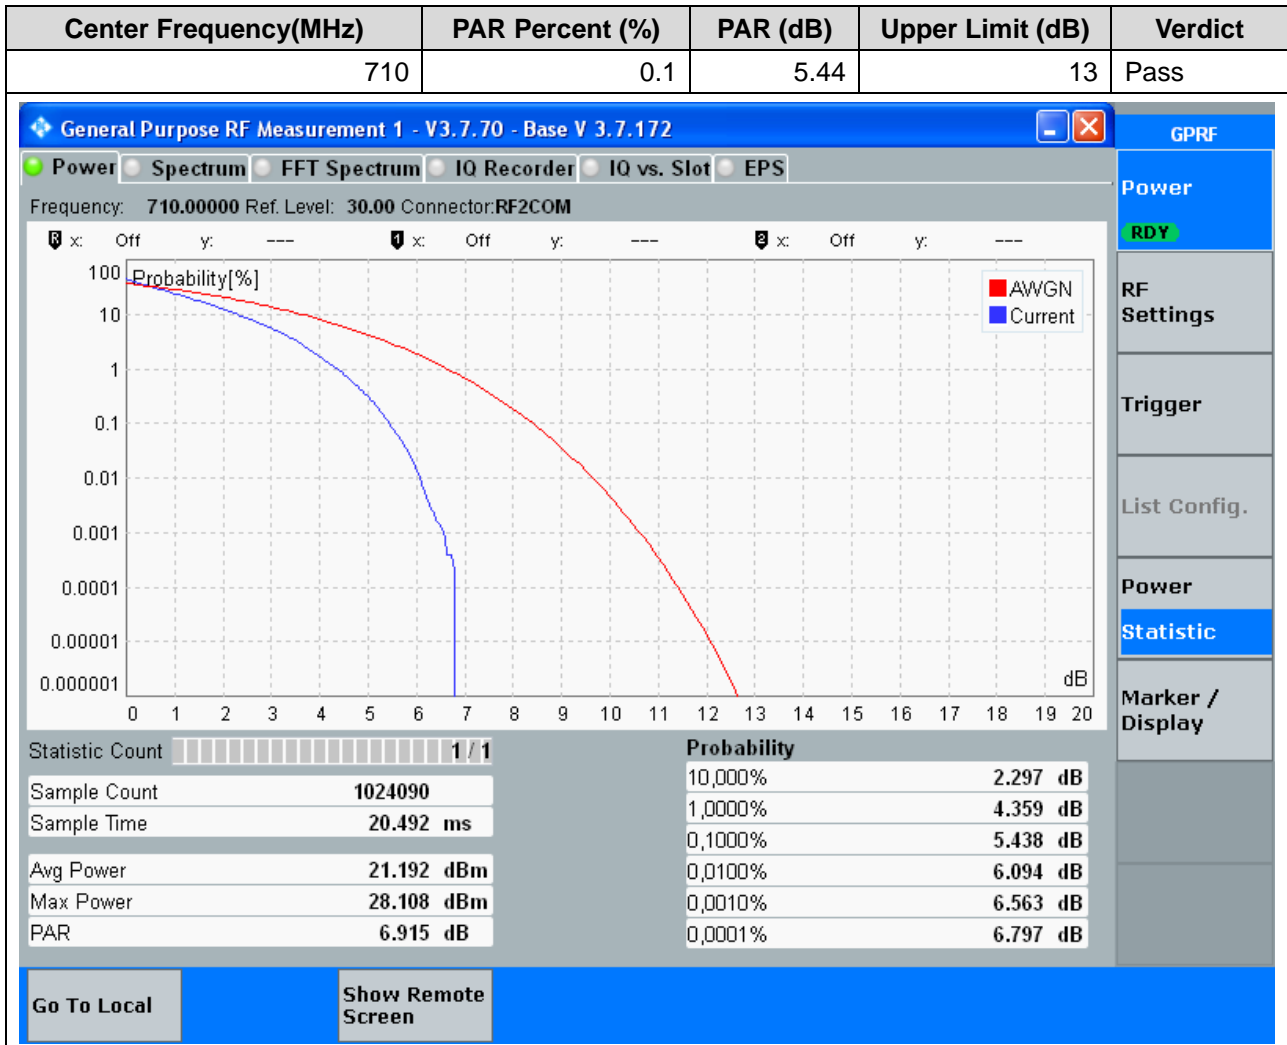 Center Frequency(MHz) PAR Percent (%) PAR (dB) Upper Limit (dB) Verdict
710 0.1 5.44 13 Pass
General Purpose RF Measurement 1 - V3.7.70 - Base V 3.7.172
GPRF
Power Spectrum FFT Spectrum IQ Recorder IQ vs. Slot EPS
Power
RDY
Frequency: 710.00000 Ref. Level: 30.00 Connector:RF2COM
R x: Off y: --- 1 x: Off y: --- 2 x: Off y: ---
Probability[%]
AWGN
Current
100
10
1
0.1
0.01
0.001
0.0001
0.00001
0.000001
dB
0 1 2 3 4 5 6 7 8 9 10 11 12 13 14 15 16 17 18 19 20
RF
Settings
Trigger
List Config.
Power
Statistic
Marker /
Display
Statistic Count 1 / 1
Sample Count 1024090
Sample Time 20.492 ms
Avg Power 21.192 dBm
Max Power 28.108 dBm
PAR 6.915 dB
Probability
10,000% 2.297 dB
1,0000% 4.359 dB
0,1000% 5.438 dB
0,0100% 6.094 dB
0,0010% 6.563 dB
0,0001% 6.797 dB
Go To Local
Show Remote
Screen